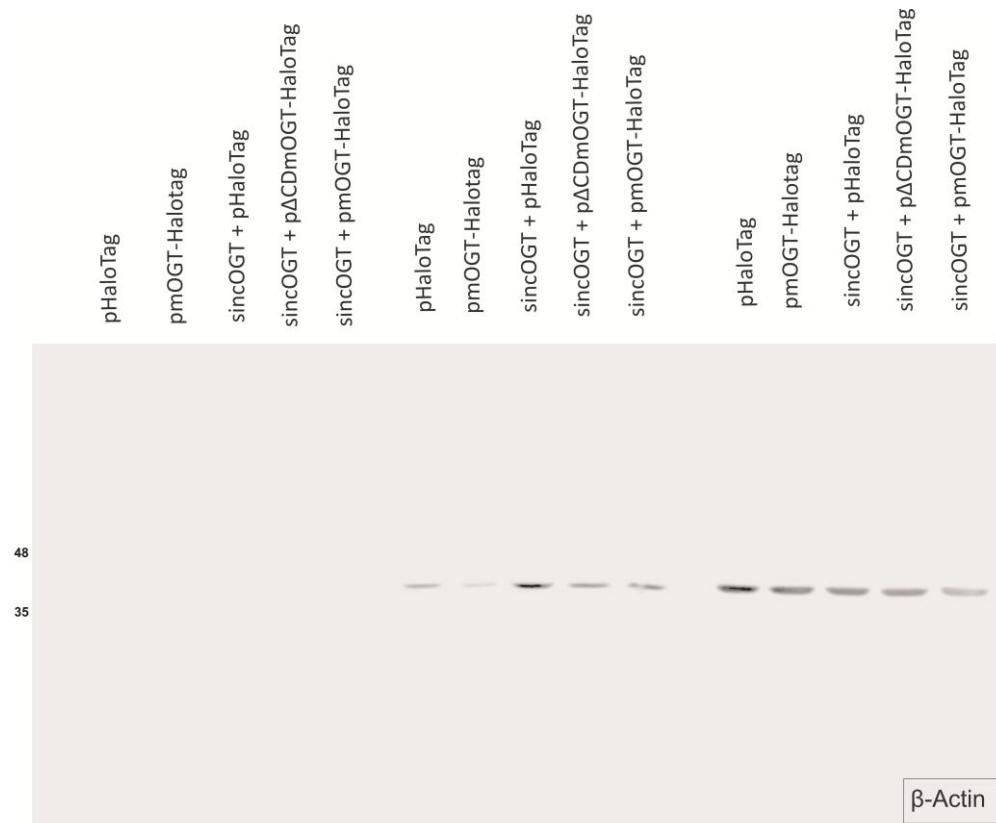 pHaloTag
pmOGT-Halotag
sincOGT + pHaloTag
sincOGT + pΔCDmOGT-HaloTag
sincOGT + pmOGT-HaloTag
pHaloTag
pmOGT-Halotag
sincOGT + pHaloTag
sincOGT + pΔCDmOGT-HaloTag
sincOGT + pmOGT-HaloTag
pHaloTag
pmOGT-Halotag
sincOGT + pHaloTag
sincOGT + pΔCDmOGT-HaloTag
sincOGT + pmOGT-HaloTag
48
35
β-Actin